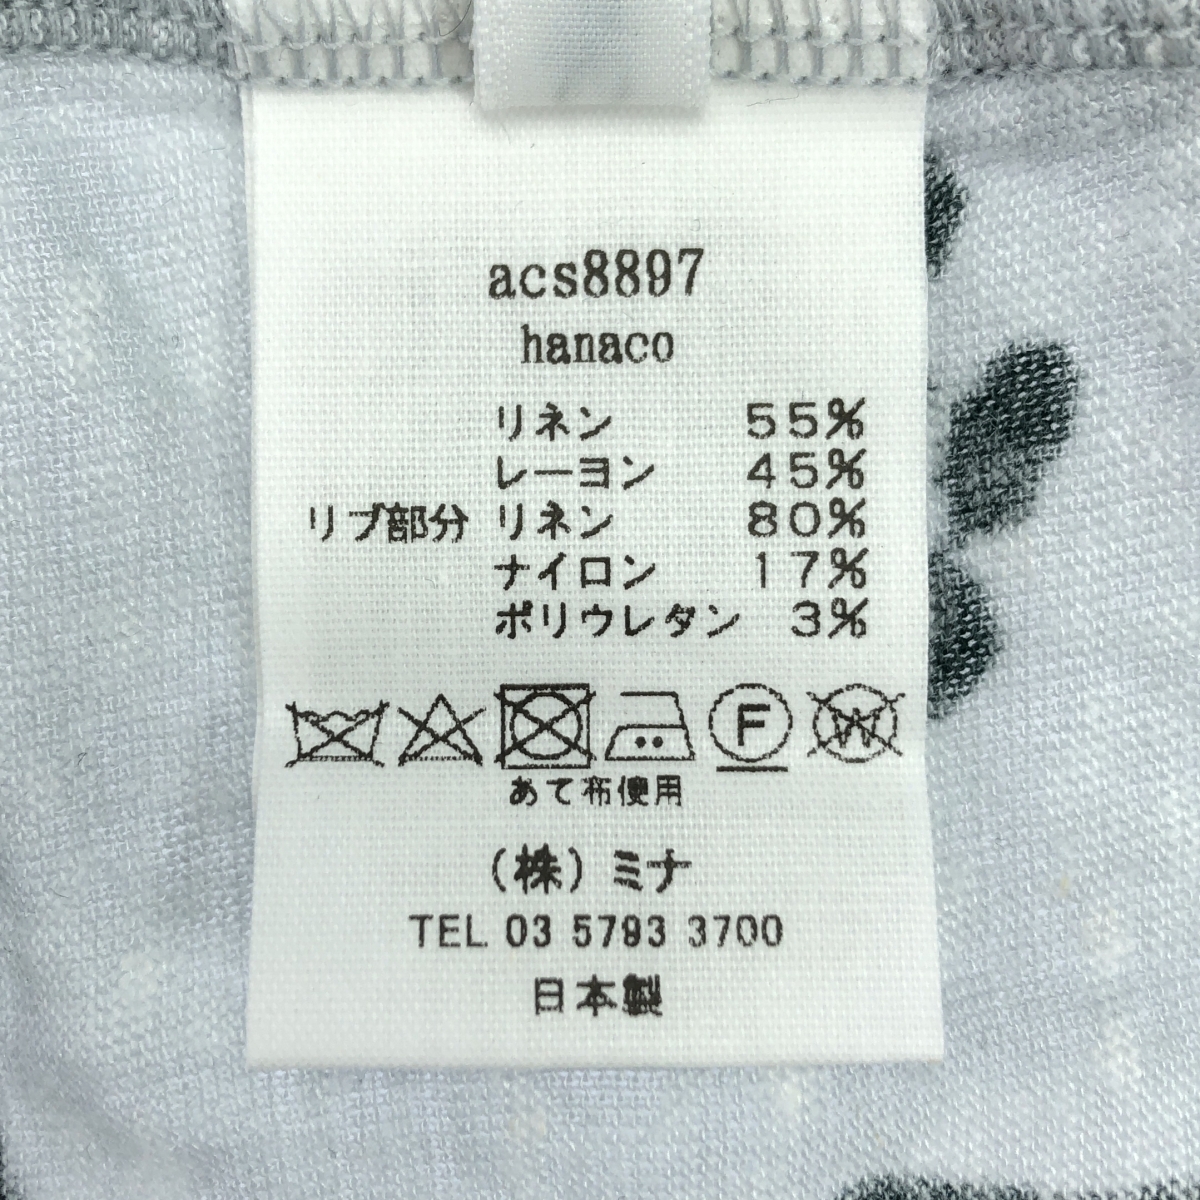 acs8897
hanaco
リネン 55%
レーヨン 45%
リブ部分 リネン 80%
ナイロン 17%
ポリウレタン 3%
F W
あて布使用
(株)ミナ
TEL 03 5793 3700
日本製